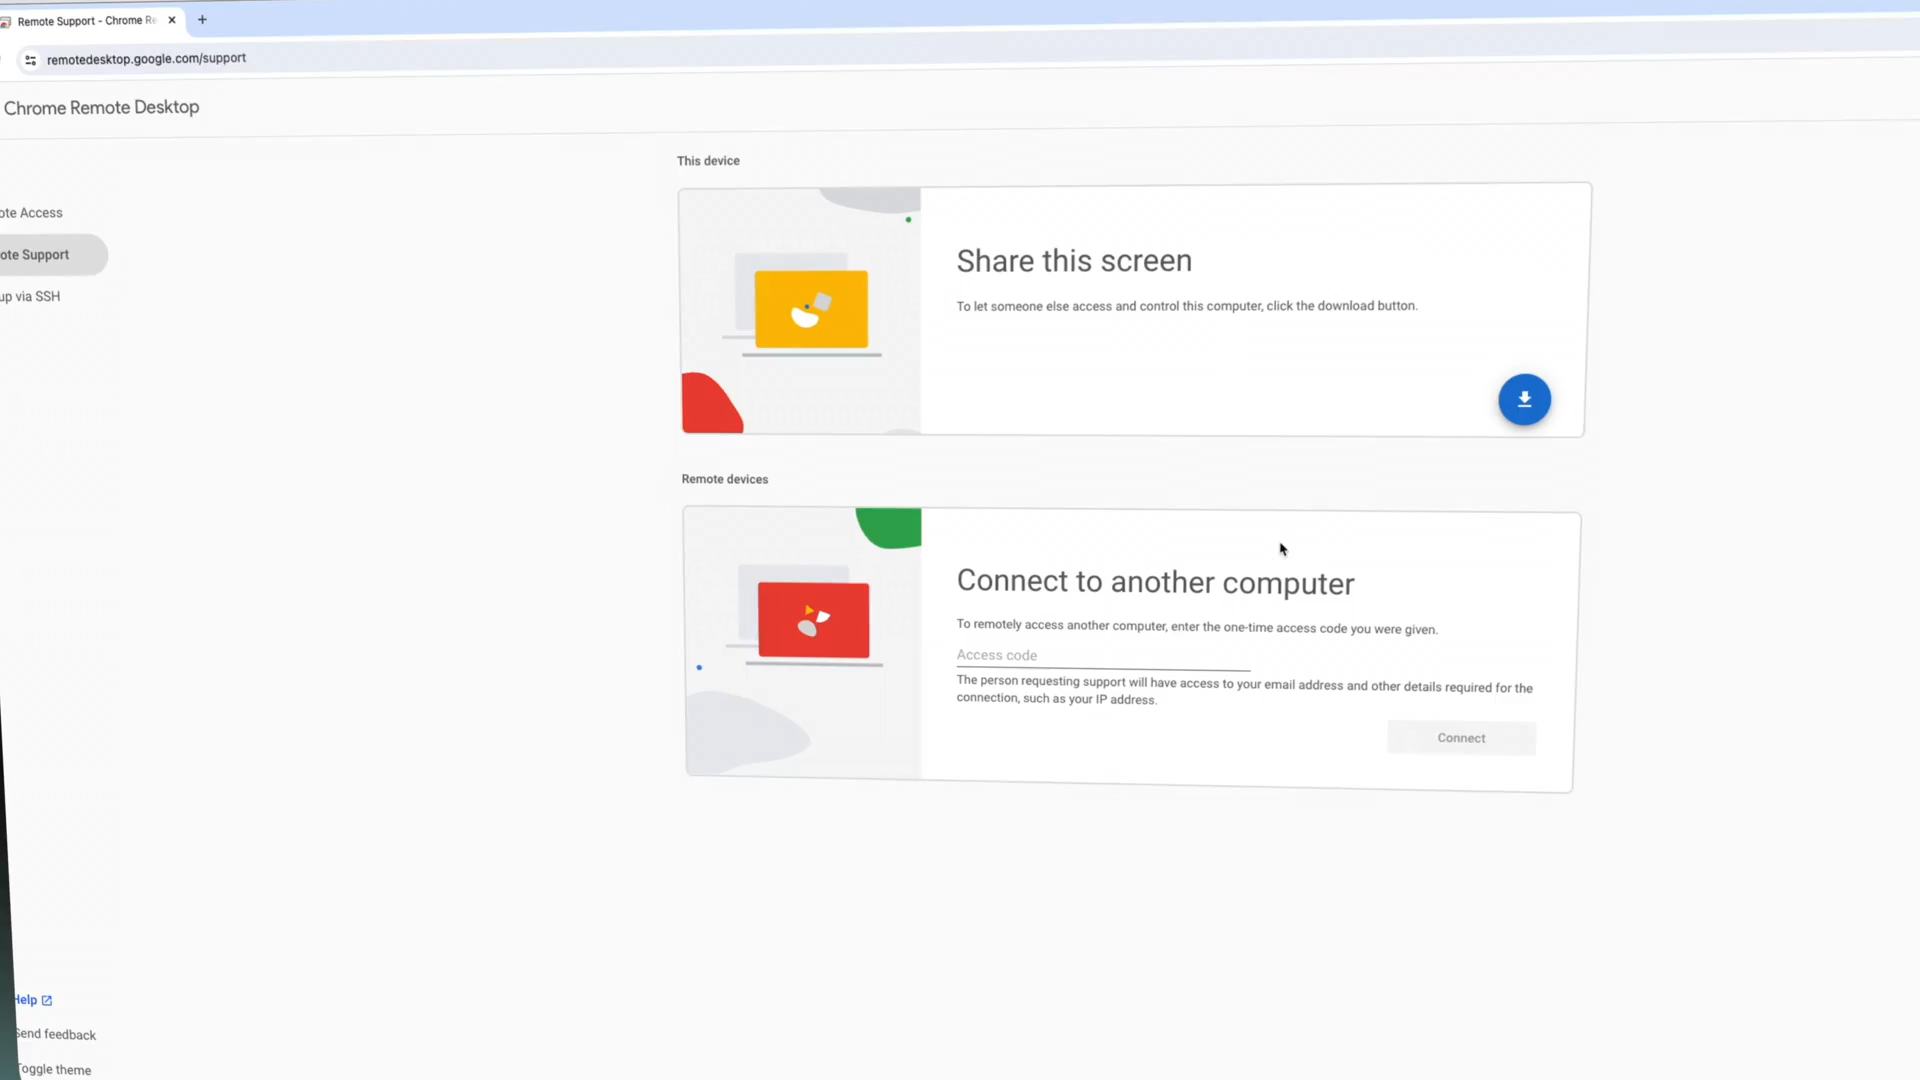 Remote Support - Chrome Re
remotedesktop.google.com/support
Chrome Remote Desktop
This device
ote Access
Share this screen
ote Support
up via SSH
To let someone else access and control this computer, click the download button.
Remote devices
Connect to another computer
To remotely access another computer, enter the one-time access code you were given.
Access code
The person requesting support will have access to your email address and other details required for the
connection, such as your IP address.
Connect
Help
Send feedback
Toggle theme